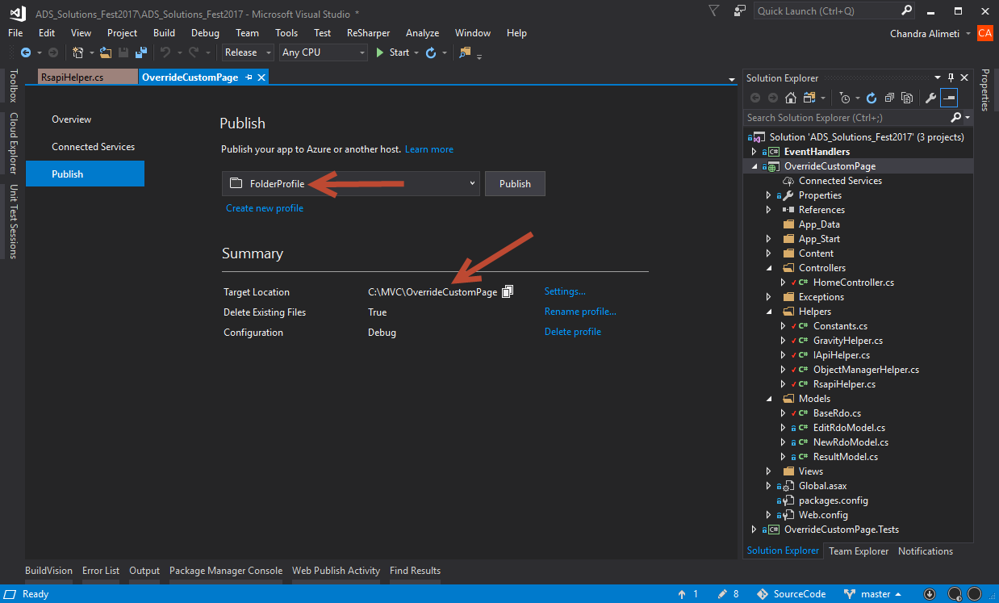 ADS_Solutions_Fest2017\ADS_Solutions_Fest2017 - Microsoft Visual Studio *
Quick Launch (Ctrl+Q)
File Edit View Project Build Debug Team Tools Test ReSharper Analyze Window Help
Chandra Alimeti CA
Release Any CPU Start
RsapiHelper.cs OverrideCustomPage
Toolbox
Cloud Explorer
Unit Test Sessions
Overview
Connected Services
Publish
Publish
Publish your app to Azure or another host. Learn more
FolderProfile Publish
Create new profile
Summary
Target Location C:\MVC\OverrideCustomPage Settings...
Delete Existing Files True Rename profile...
Configuration Debug Delete profile
Solution Explorer
Search Solution Explorer (Ctrl+;)
Solution 'ADS_Solutions_Fest2017' (3 projects)
C# EventHandlers
OverrideCustomPage
Connected Services
Properties
References
App_Data
App_Start
Content
Controllers
C# HomeController.cs
Exceptions
Helpers
C# Constants.cs
C# GravityHelper.cs
C# IApiHelper.cs
C# ObjectManagerHelper.cs
C# RsapiHelper.cs
Models
C# BaseRdo.cs
C# EditRdoModel.cs
C# NewRdoModel.cs
C# ResultModel.cs
Views
Global.asax
packages.config
Web.config
C# OverrideCustomPage.Tests
Solution Explorer Team Explorer Notifications
Properties
BuildVision Error List Output Package Manager Console Web Publish Activity Find Results
Ready 1 8 SourceCode master